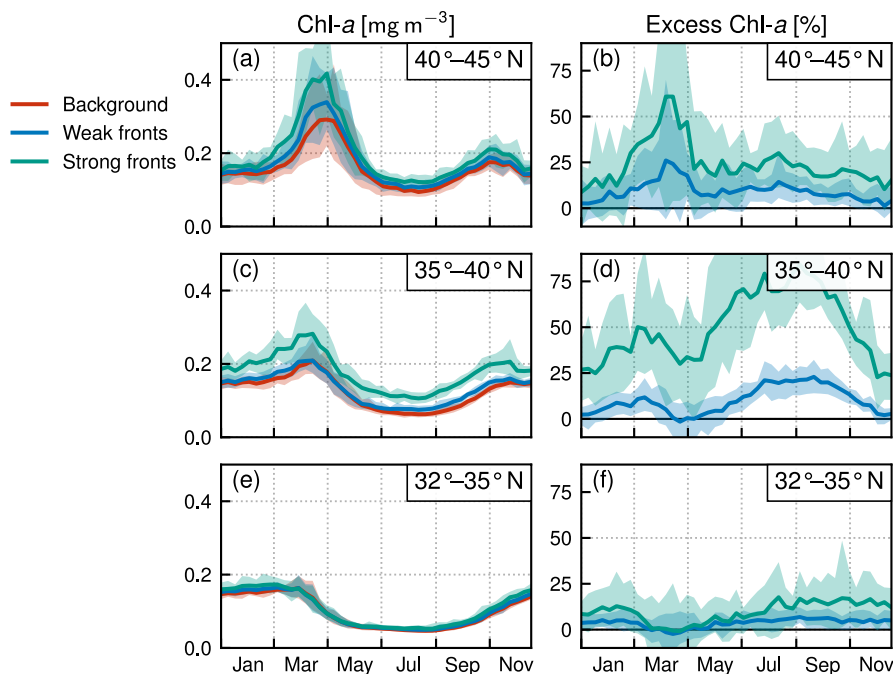 Chl-a [mg m⁻³]
Excess Chl-a [%]
Background
Weak fronts
Strong fronts
(a)
40°–45° N
0.4
0.2
0.0
(b)
40°–45° N
75
50
25
0
(c)
35°–40° N
0.4
0.2
0.0
(d)
35°–40° N
75
50
25
0
(e)
32°–35° N
0.4
0.2
0.0
Jan
Mar
May
Jul
Sep
Nov
(f)
32°–35° N
75
50
25
0
Jan
Mar
May
Jul
Sep
Nov